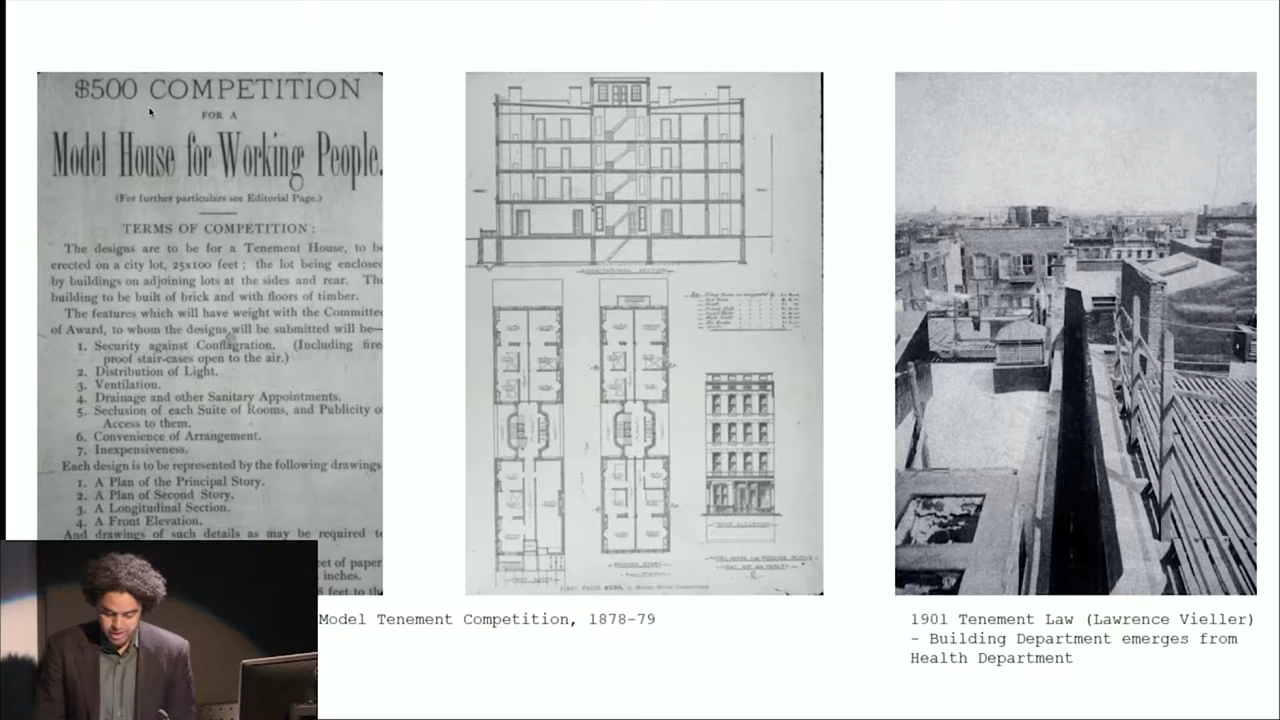 $500 COMPETITION
FOR A
Model House for Working People.
(For further particulars see Editorial Page.)
TERMS OF COMPETITION:
The designs are to be for a Tenement House, to be
erected on a city lot, 25x100 feet; the lot being enclose
by buildings on adjoining lots at the sides and rear. The
building to be built of brick and with floors of timber.
The features which will have weight with the Committe
of Award, to whom the designs will be submitted will be—
1. Security against Conflagration. (Including fire
proof stair-cases open to the air.)
2. Distribution of Light.
3. Ventilation.
4. Drainage and other Sanitary Appointments.
5. Seclusion of each Suite of Rooms, and Publicity o
Access to them.
6. Convenience of Arrangement.
7. Inexpensiveness.
Each design is to be represented by the following drawings
1. A Plan of the Principal Story.
2. A Plan of Second Story.
3. A Longitudinal Section.
4. A Front Elevation.
And drawings of such details as may be required to
eet of paper
inches.
feet to th
Model Tenement Competition, 1878-79
1901 Tenement Law (Lawrence Vieller)
- Building Department emerges from
Health Department